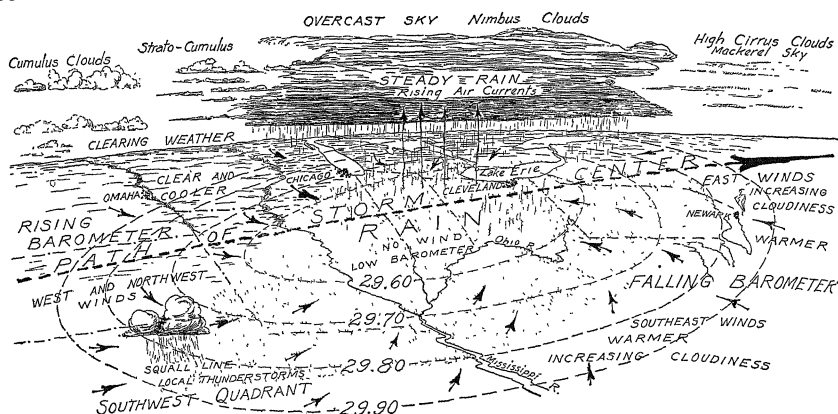 OVERCAST SKY Nimbus Clouds
Cumulus Clouds
Strato-Cumulus
High Cirrus Clouds
Mackerel Sky
STEADY RAIN
Rising Air Currents
CLEARING WEATHER
CLEAR AND
COOLER
OMAHA
CHICAGO
Lake Erie
CLEVELAND
EAST WINDS
INCREASING
CLOUDINESS
NEWARK
WARMER
RISING
BAROMETER
PATH OF STORM CENTER
RAIN
NO WIND
LOW BAROMETER
Ohio R.
29.60
FALLING BAROMETER
WEST AND NORTHWEST
WINDS
29.70
SOUTHEAST WINDS
WARMER
INCREASING CLOUDINESS
29.80
SQUALL LINE
LOCAL THUNDERSTORMS
Mississippi R.
SOUTHWEST QUADRANT
29.90